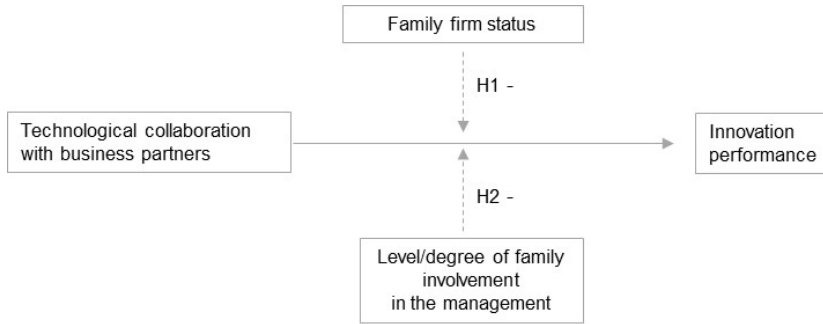 Family firm status
H1 -
Technological collaboration
with business partners
Innovation
performance
H2 -
Level/degree of family
involvement
in the management